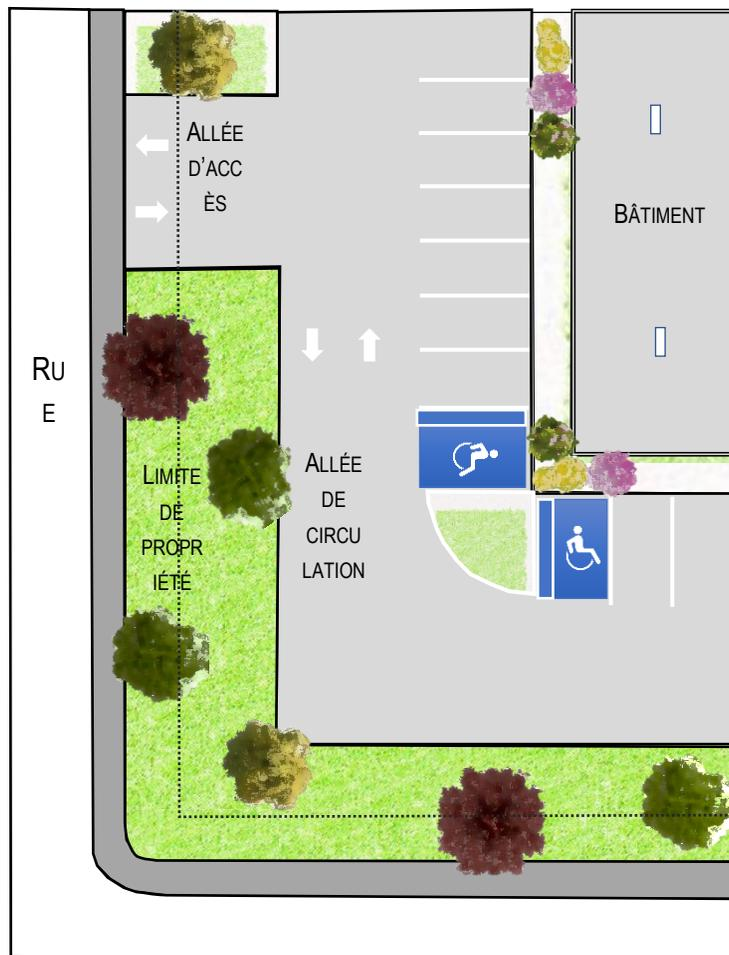 ALLÉE
D'ACC
ÈS
BÂTIMENT
RU
E
LIMITE
DE
PROPR
IÉTÉ
ALLÉE
DE
CIRCU
LATION